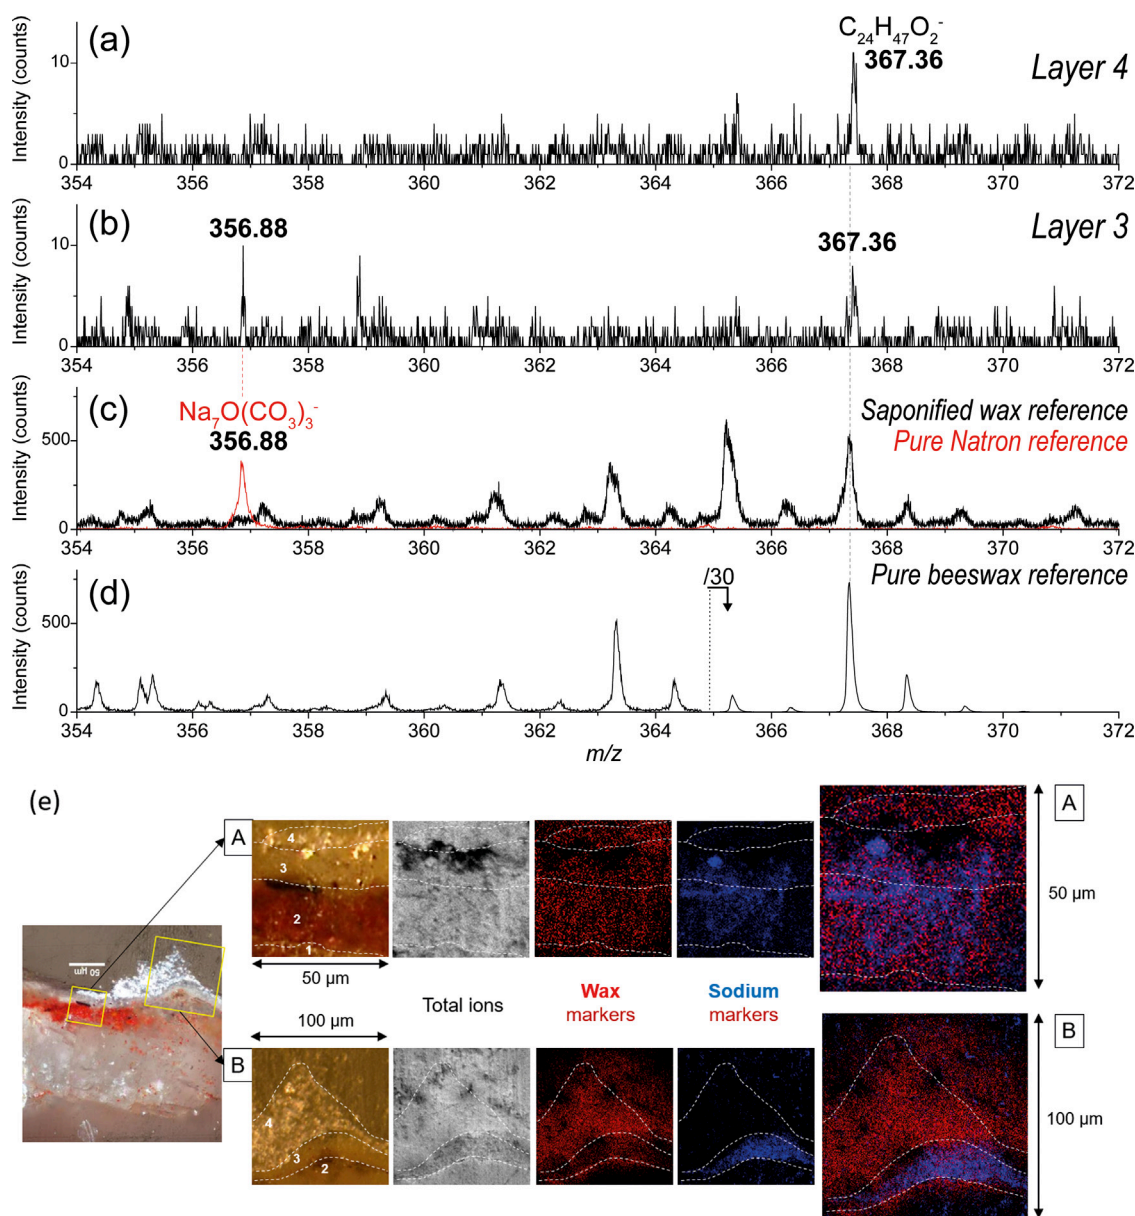 (a)
C24H47O2-
367.36
Layer 4
Intensity (counts)
10
0
354 356 358 360 362 364 366 368 370 372
(b)
356.88
367.36
Layer 3
Intensity (counts)
10
0
354 356 358 360 362 364 366 368 370 372
(c)
Na7O(CO3)3-
356.88
Saponified wax reference
Pure Natron reference
Intensity (counts)
500
0
354 356 358 360 362 364 366 368 370 372
(d)
/30
Pure beeswax reference
Intensity (counts)
500
0
354 356 358 360 362 364 366 368 370 372
m/z
(e)
A
4
3
2
1
A
50 µm
50 µm
50 µm
Total ions
Wax
markers
Sodium
markers
100 µm
B
4
3
2
B
100 µm